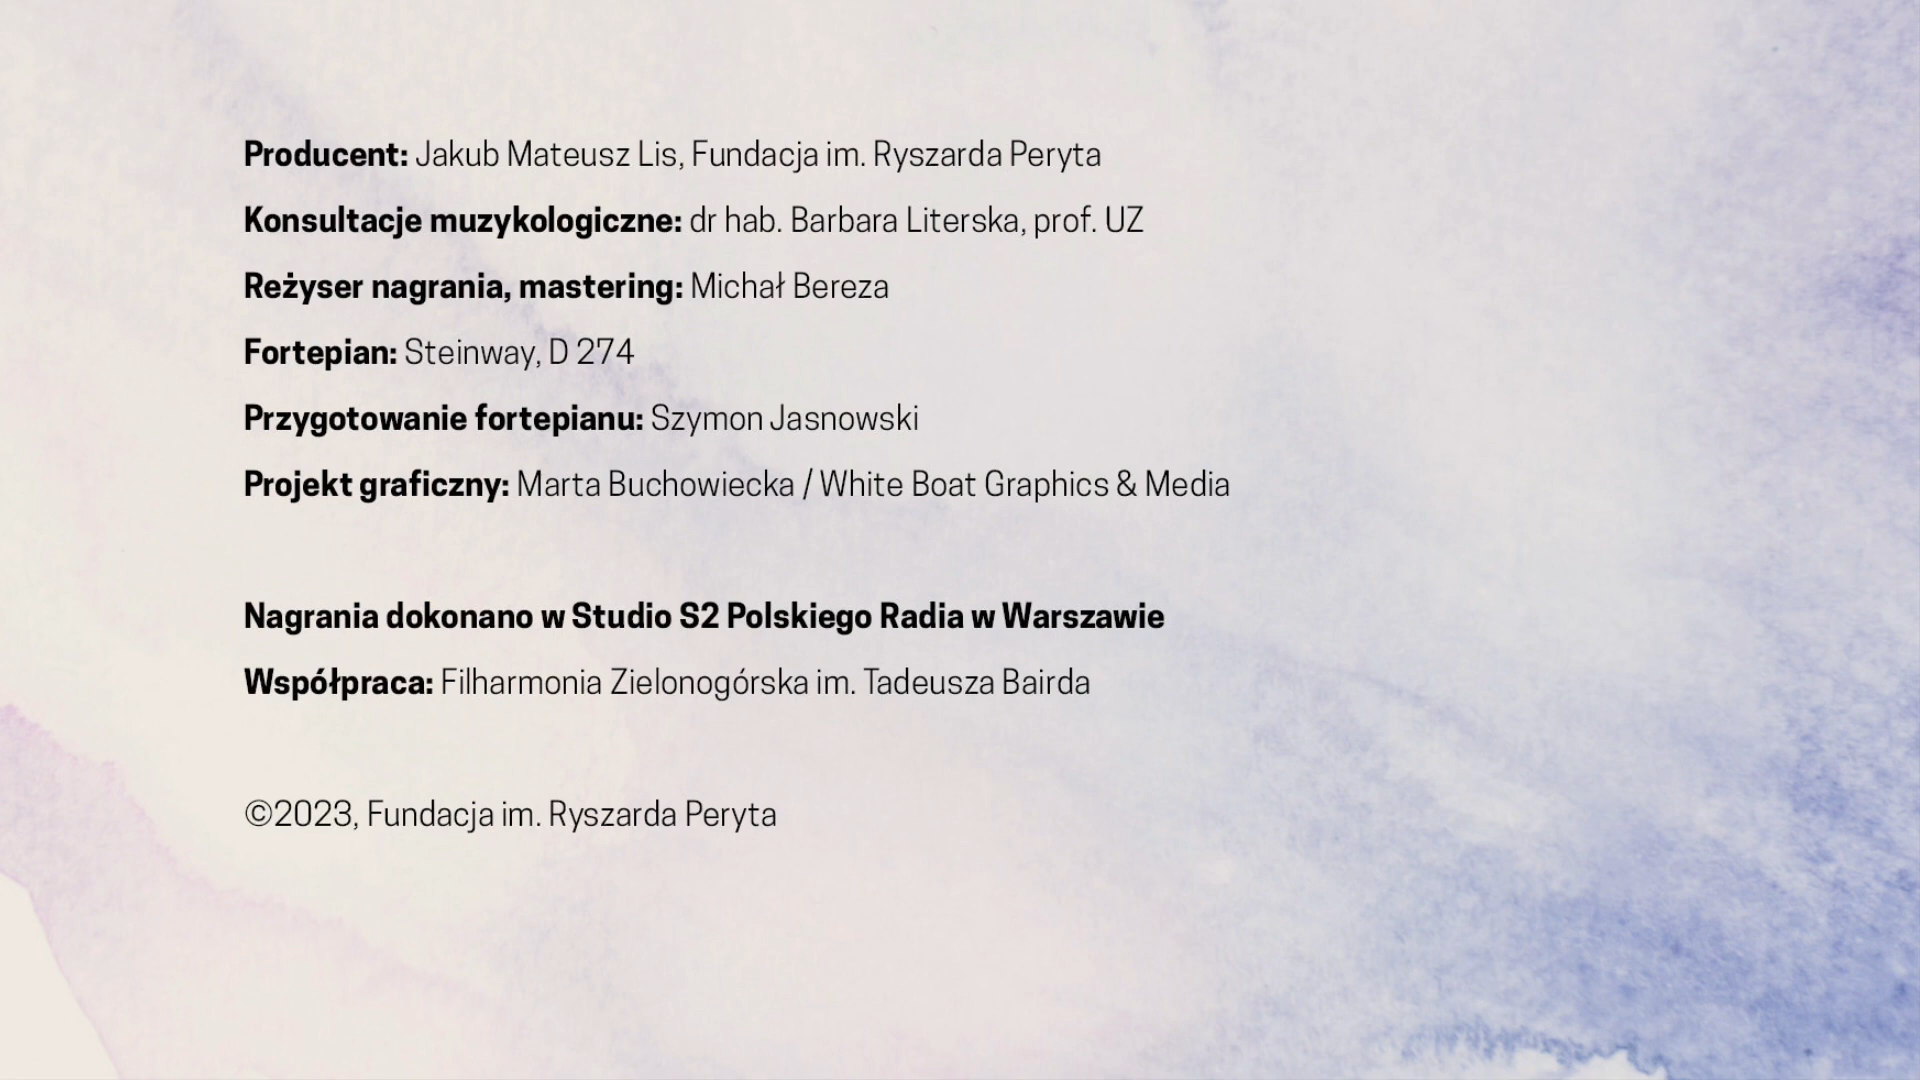 Producent: Jakub Mateusz Lis, Fundacja im. Ryszarda Peryta
Konsultacje muzykologiczne: dr hab. Barbara Literska, prof. UZ
Reżyser nagrania, mastering: Michał Bereza
Fortepian: Steinway, D 274
Przygotowanie fortepianu: Szymon Jasnowski
Projekt graficzny: Marta Buchowiecka / White Boat Graphics & Media
Nagrania dokonano w Studio S2 Polskiego Radia w Warszawie
Współpraca: Filharmonia Zielonogórska im. Tadeusza Bairda
©2023, Fundacja im. Ryszarda Peryta